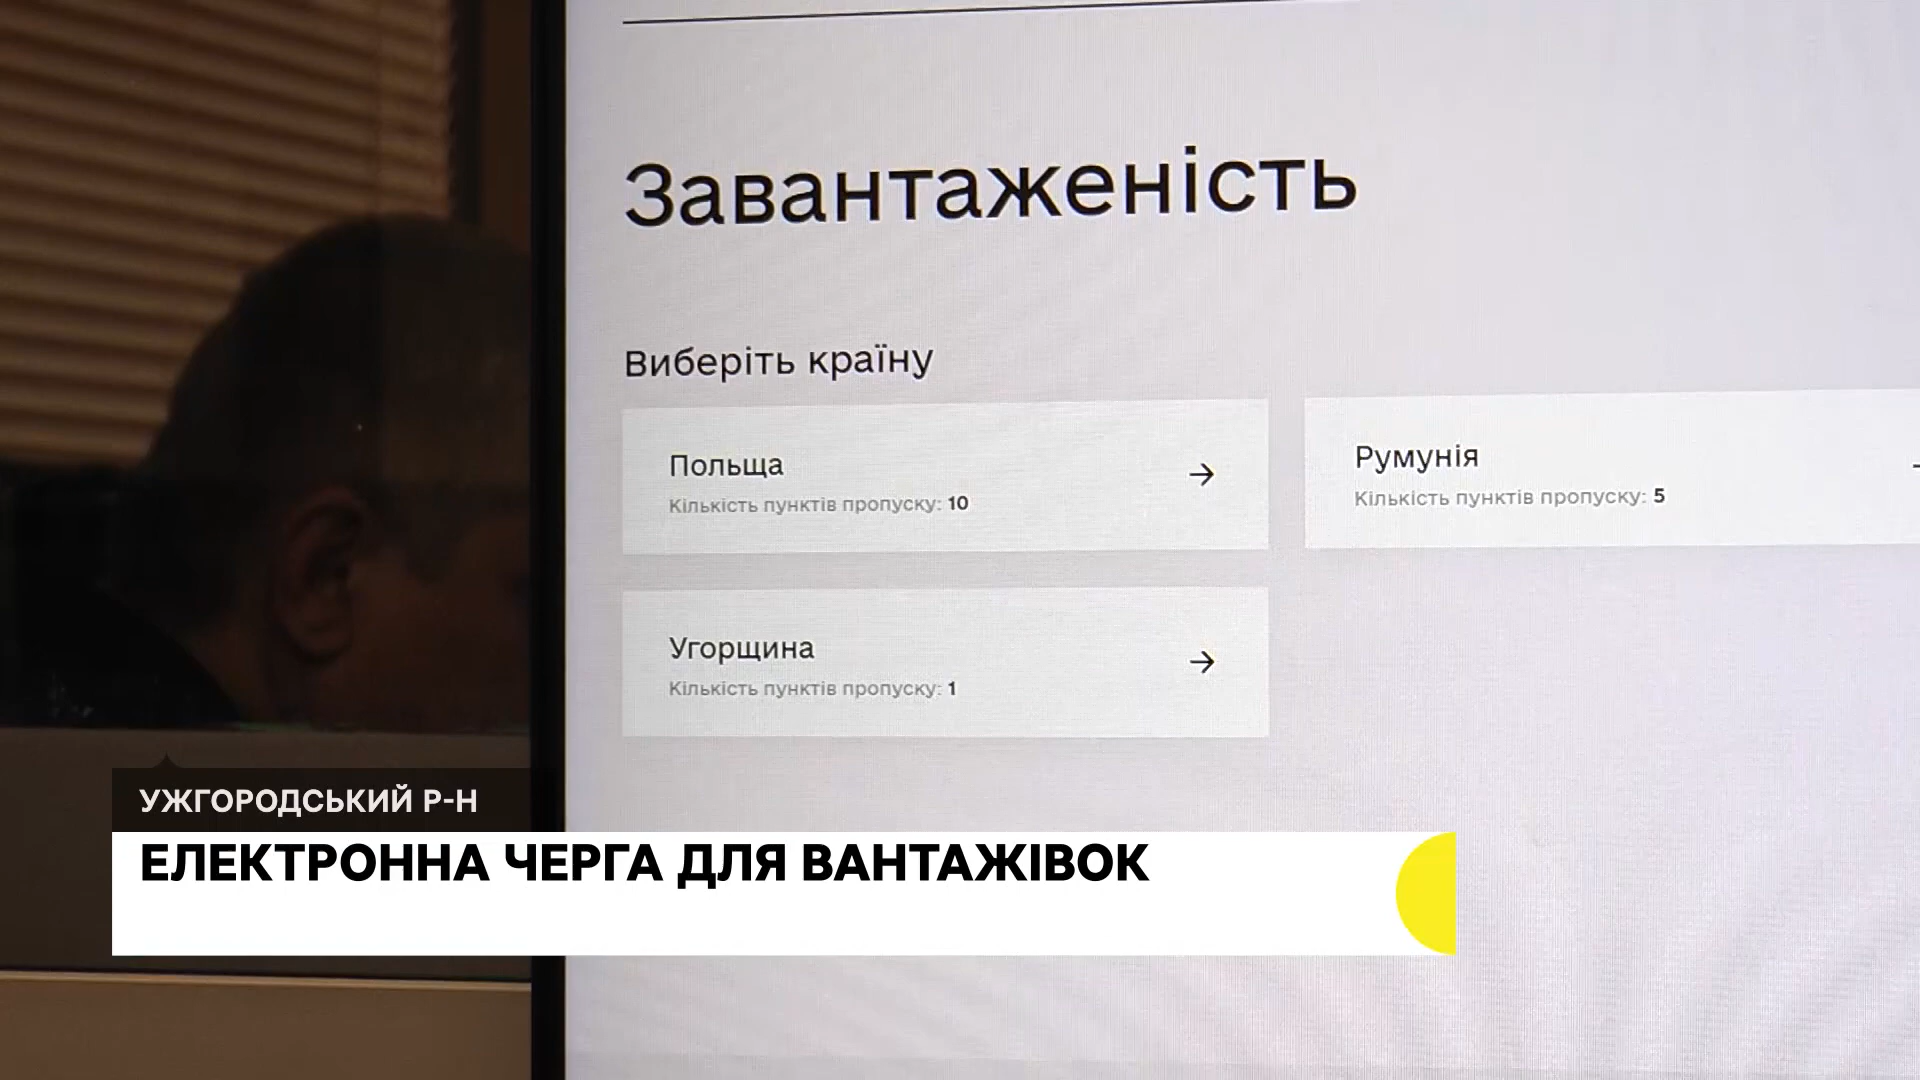 Завантаженість
Виберіть країну
Польща
Кількість пунктів пропуску: 10
Румунія
Кількість пунктів пропуску: 5
Угорщина
Кількість пунктів пропуску: 1
УЖГОРОДСЬКИЙ Р-Н
ЕЛЕКТРОННА ЧЕРГА ДЛЯ ВАНТАЖІВОК